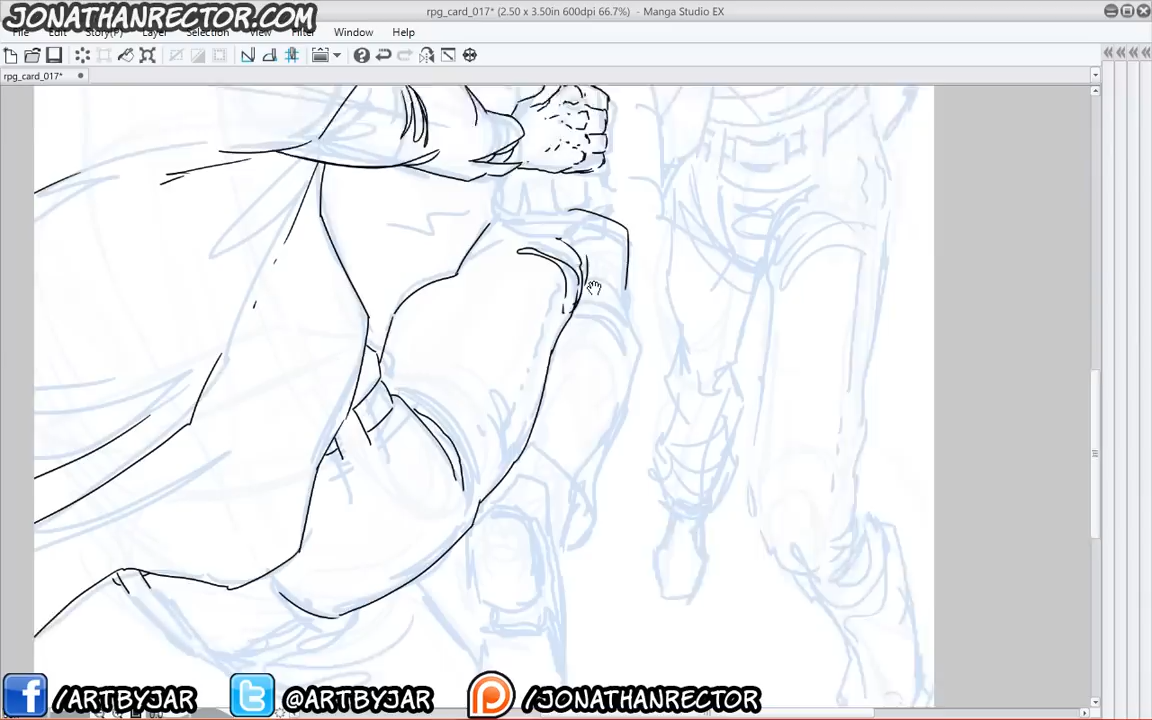 JONATHANRECTOR.COM
rpg_card_017* (2.50 x 3.50in 600dpi 66.7%) - Manga Studio EX
File Edit Story(P) Layer Selection View Filter Window Help
rpg_card_017*
/ARTBYJAR @ARTBYJAR /JONATHANRECTOR